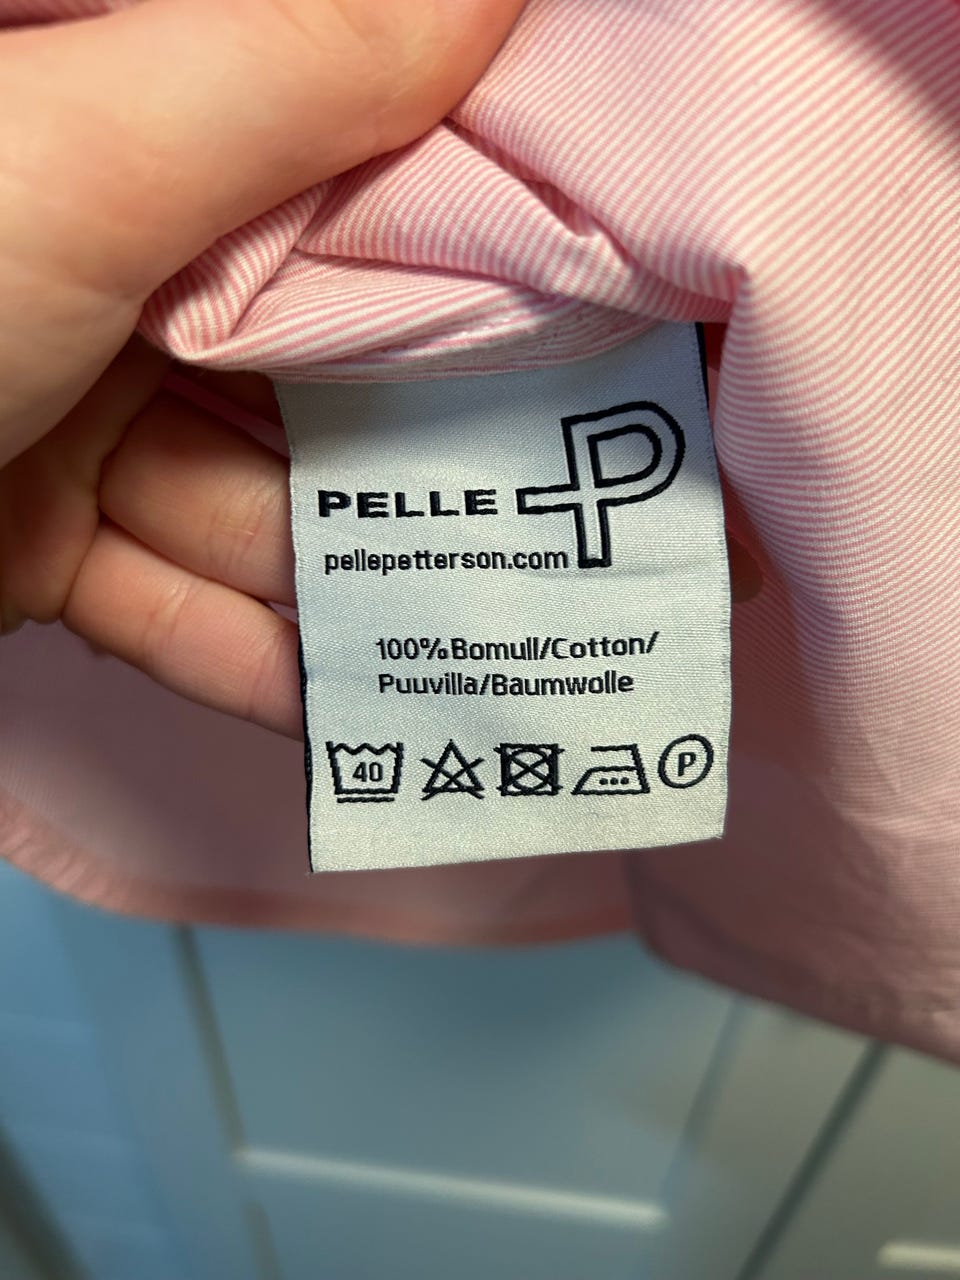 PELLE P
pellepetterson.com
100% Bomull/Cotton/
Puuvilla/Baumwolle
40 P